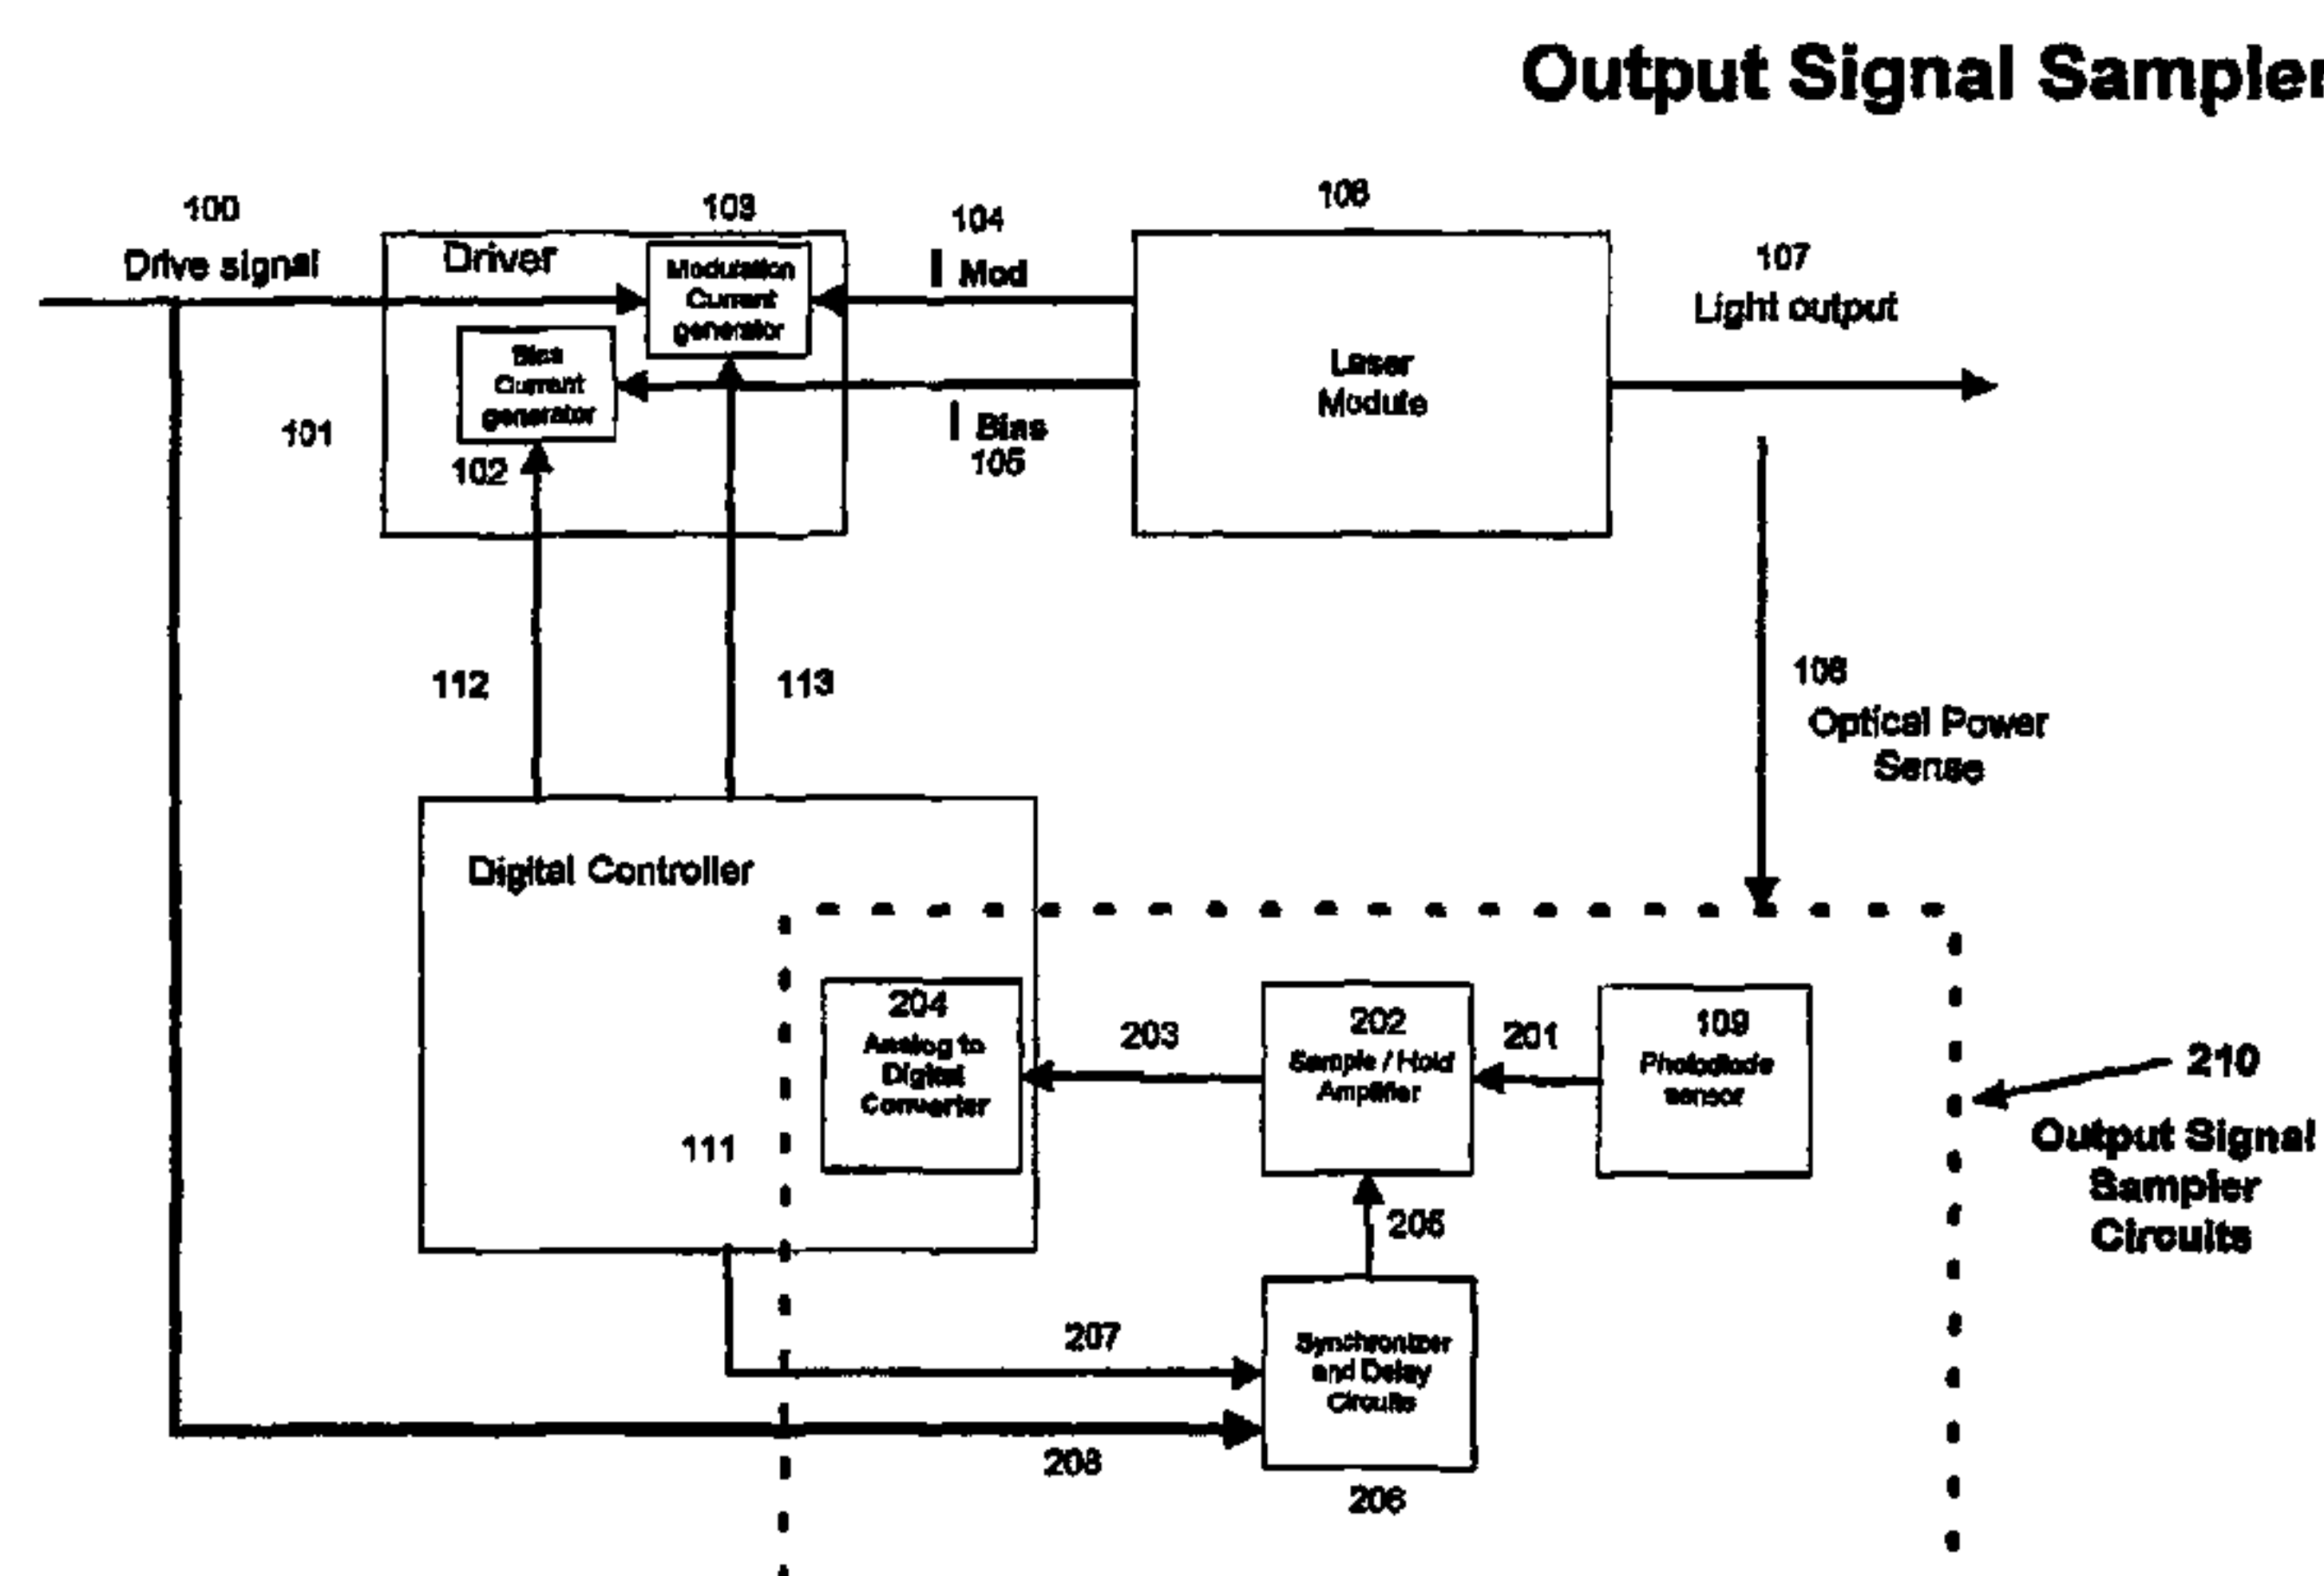 Output Signal Sampler
100
Drive signal
103
Driver
Modulation
Current
generator
104
I Mod
106
107
Light output
Bias
Current
generator
101
102
I Bias
105
Laser
Module
112
113
108
Optical Power
Sense
Digital Controller
204
Analog to
Digital
Converter
203
202
Sample / Hold
Amplifier
201
109
Photodiode
sensor
210
Output Signal
Sampler
Circuits
111
205
207
Synchronizer
and Delay
Circuits
208
206